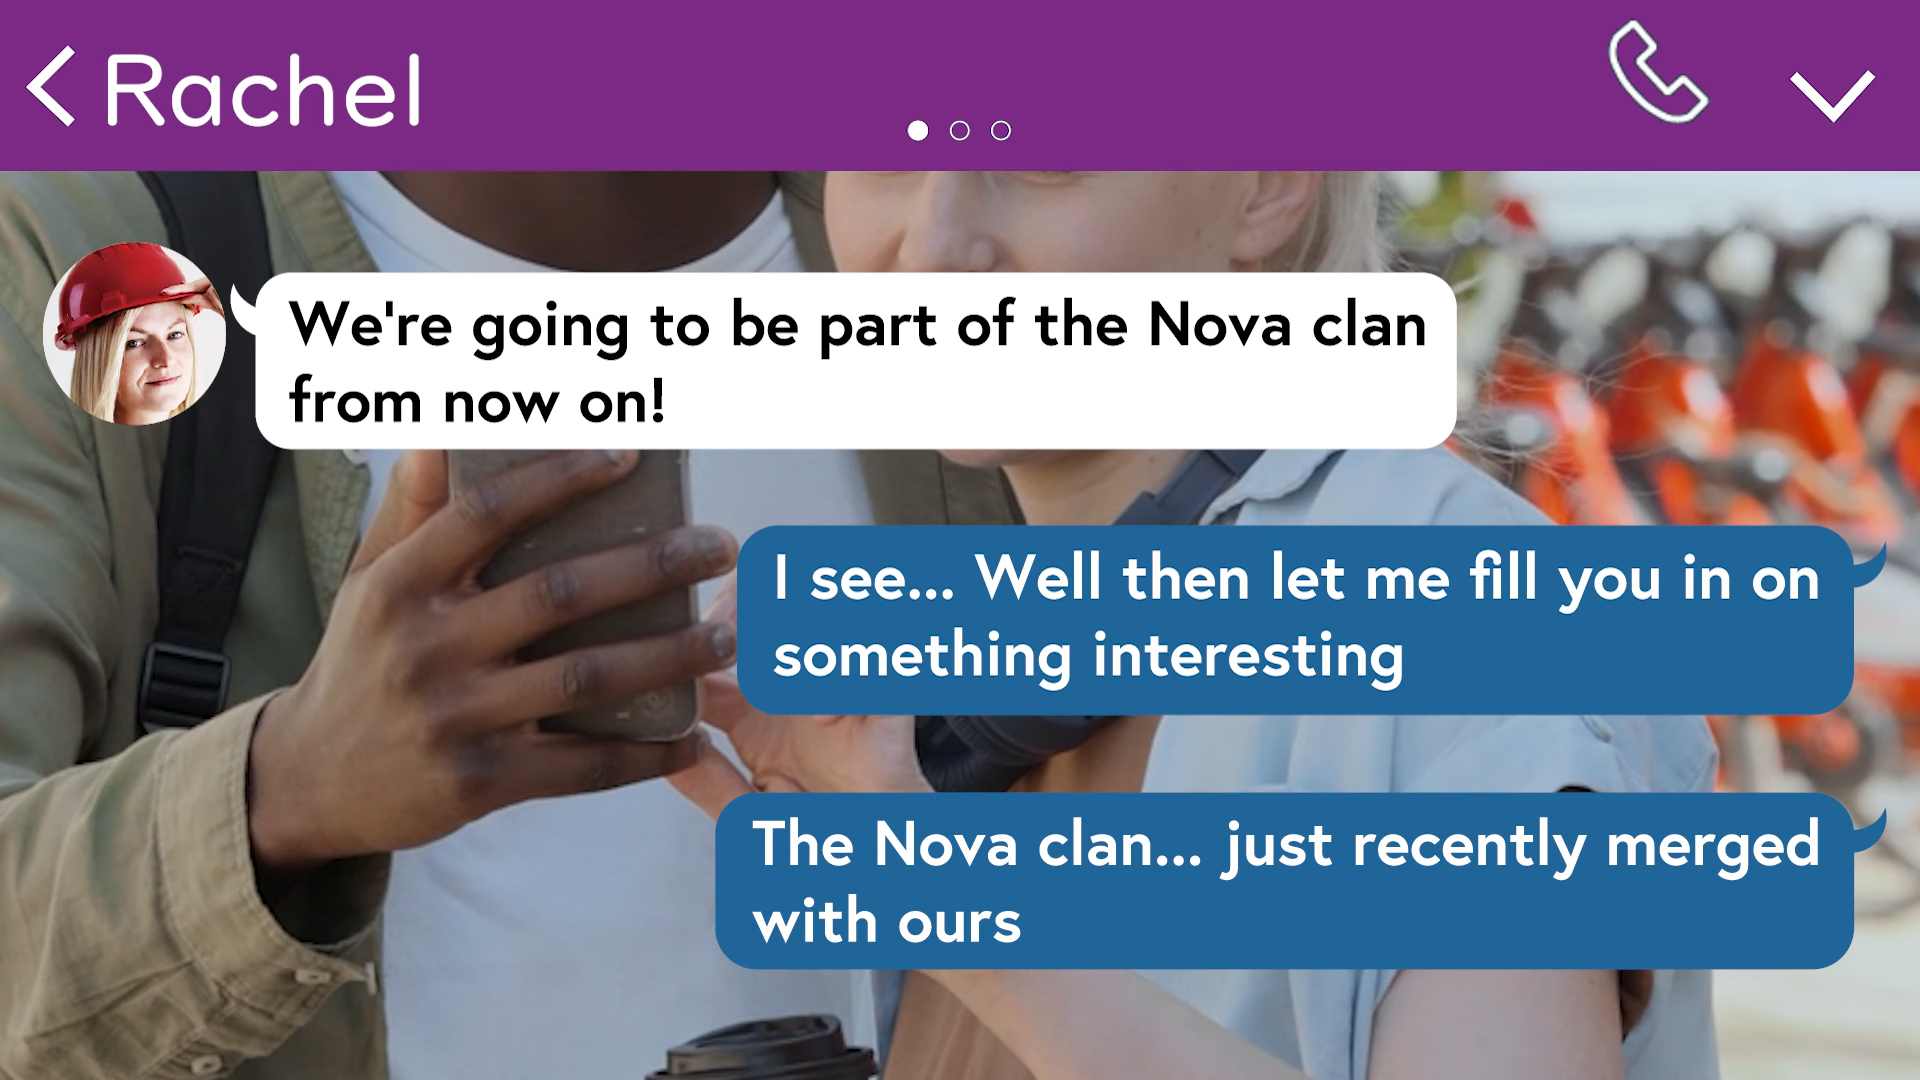 Rachel
We're going to be part of the Nova clan
from now on!
I see... Well then let me fill you in on
something interesting
The Nova clan... just recently merged
with ours